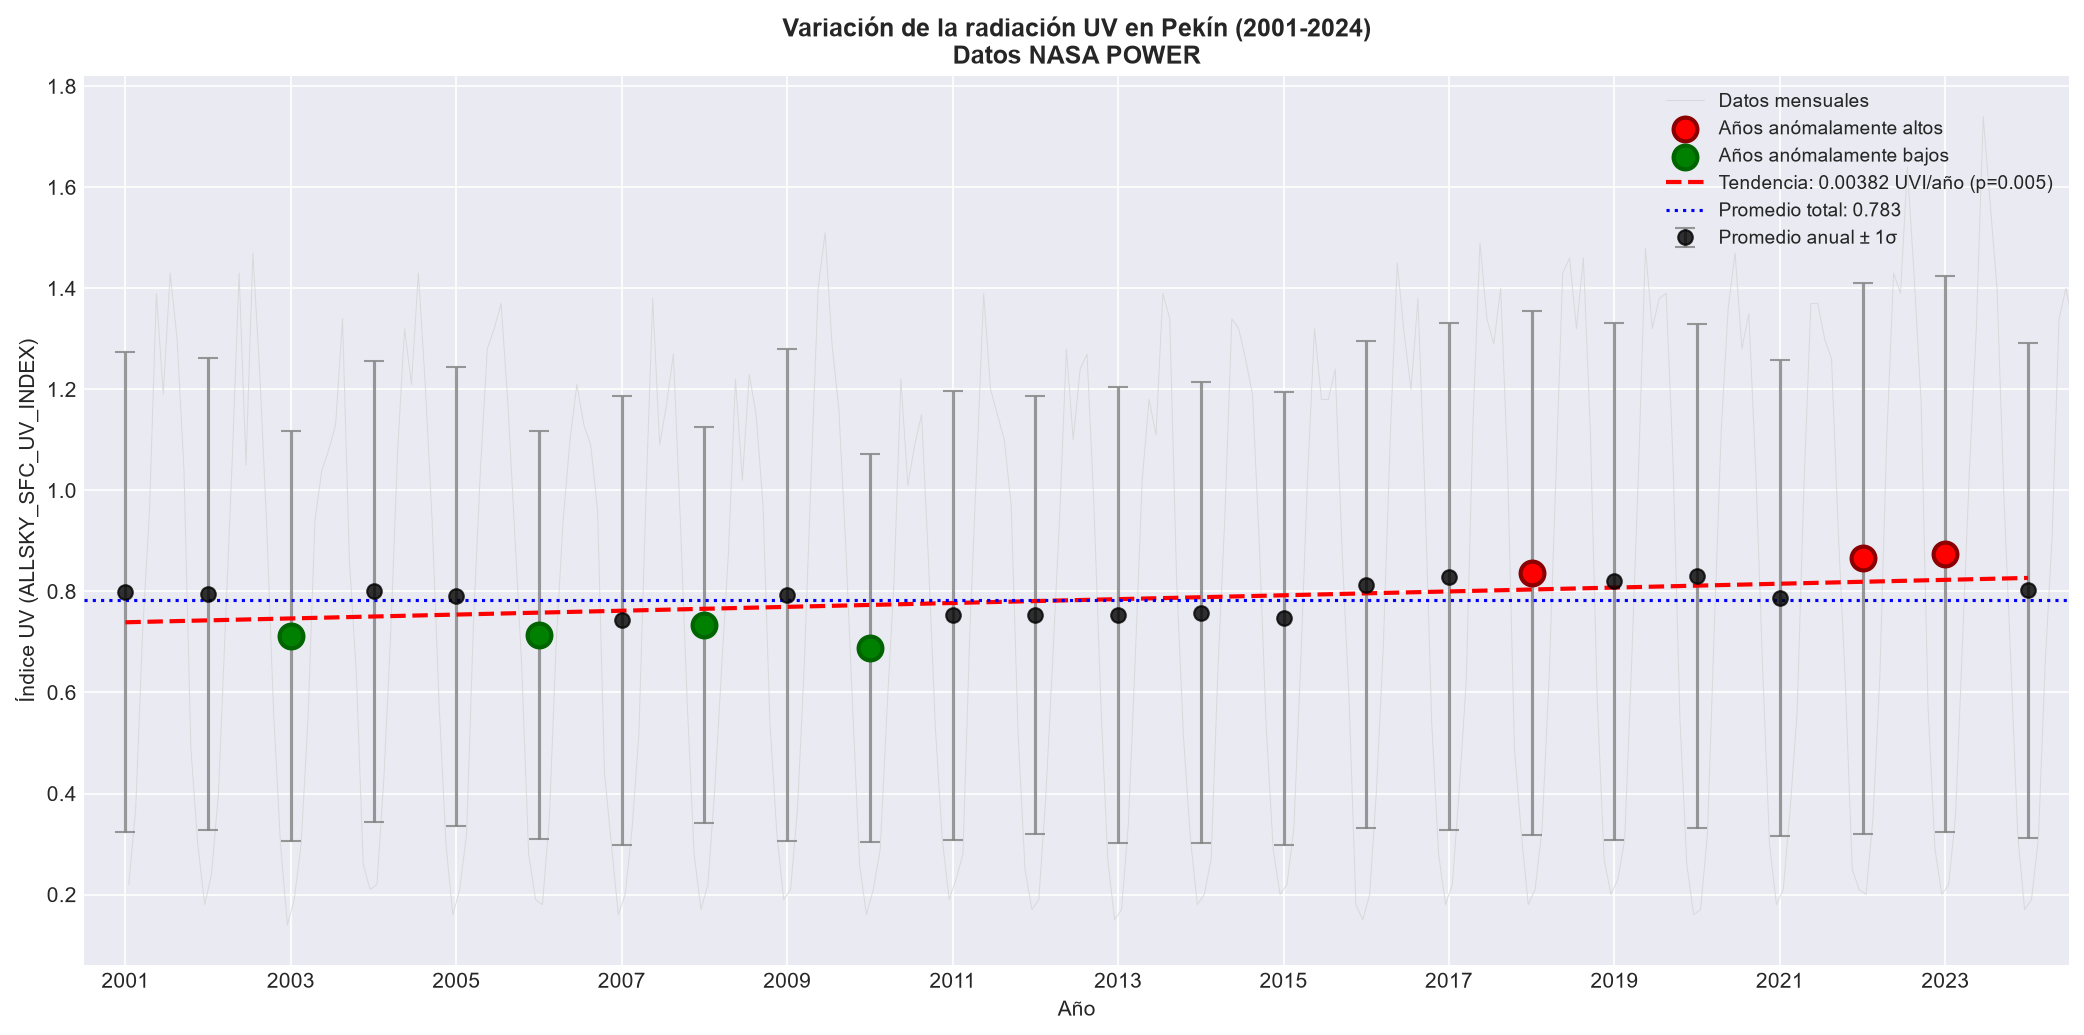 Variación de la radiación UV en Pekín (2001-2024)
Datos NASA POWER
Índice UV (ALLSKY_SFC_UV_INDEX)
1.8
1.6
1.4
1.2
1.0
0.8
0.6
0.4
0.2
Datos mensuales
Años anómalamente altos
Años anómalamente bajos
Tendencia: 0.00382 UVI/año (p=0.005)
Promedio total: 0.783
Promedio anual ± 1σ
2001 2003 2005 2007 2009 2011 2013 2015 2017 2019 2021 2023
Año